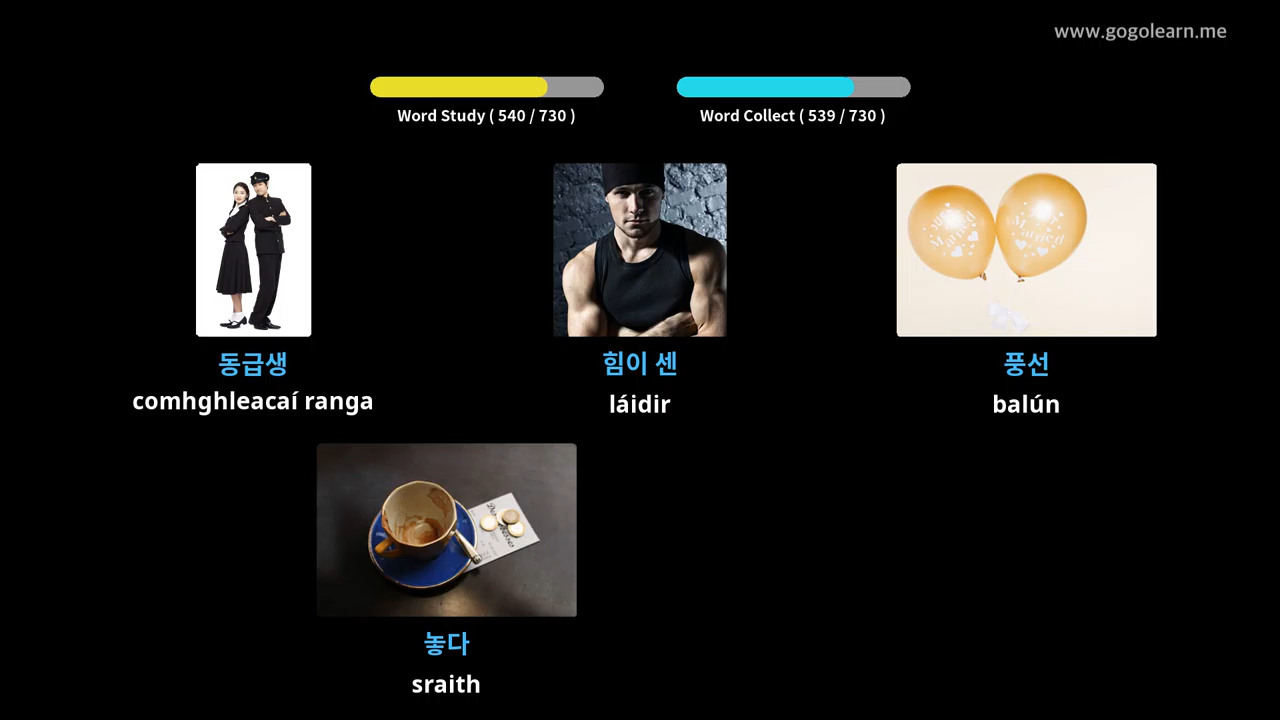 www.gogolearn.me
Word Study ( 540 / 730 )
Word Collect ( 539 / 730 )
동급생
comhghleacaí ranga
힘이 센
láidir
Married
풍선
balún
놓다
sraith